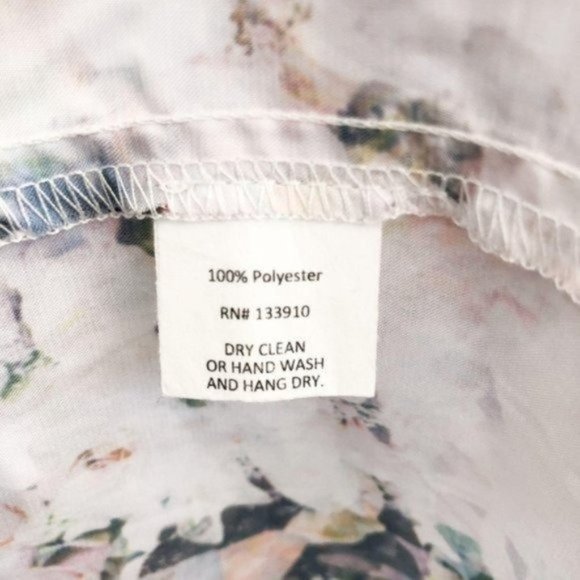 100% Polyester
RN# 133910
DRY CLEAN
OR HAND WASH
AND HANG DRY.